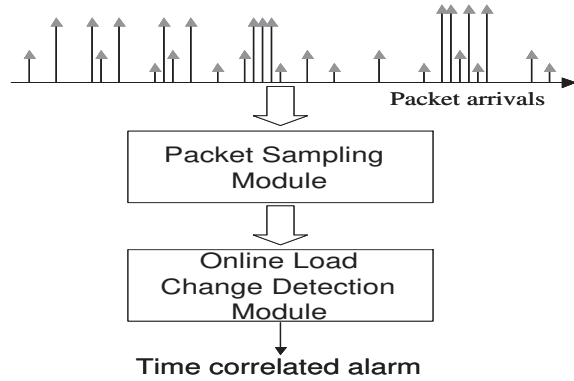 Packet arrivals
Packet Sampling
Module
Online Load
Change Detection
Module
Time correlated alarm